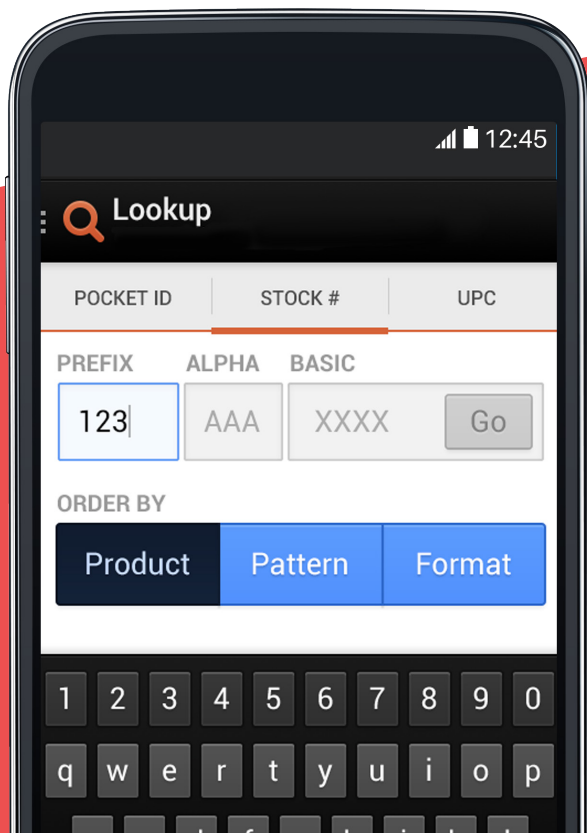 12:45
Lookup
POCKET ID STOCK # UPC
PREFIX ALPHA BASIC
123 AAA XXXX Go
ORDER BY
Product Pattern Format
1 2 3 4 5 6 7 8 9 0
q w e r t y u i o p